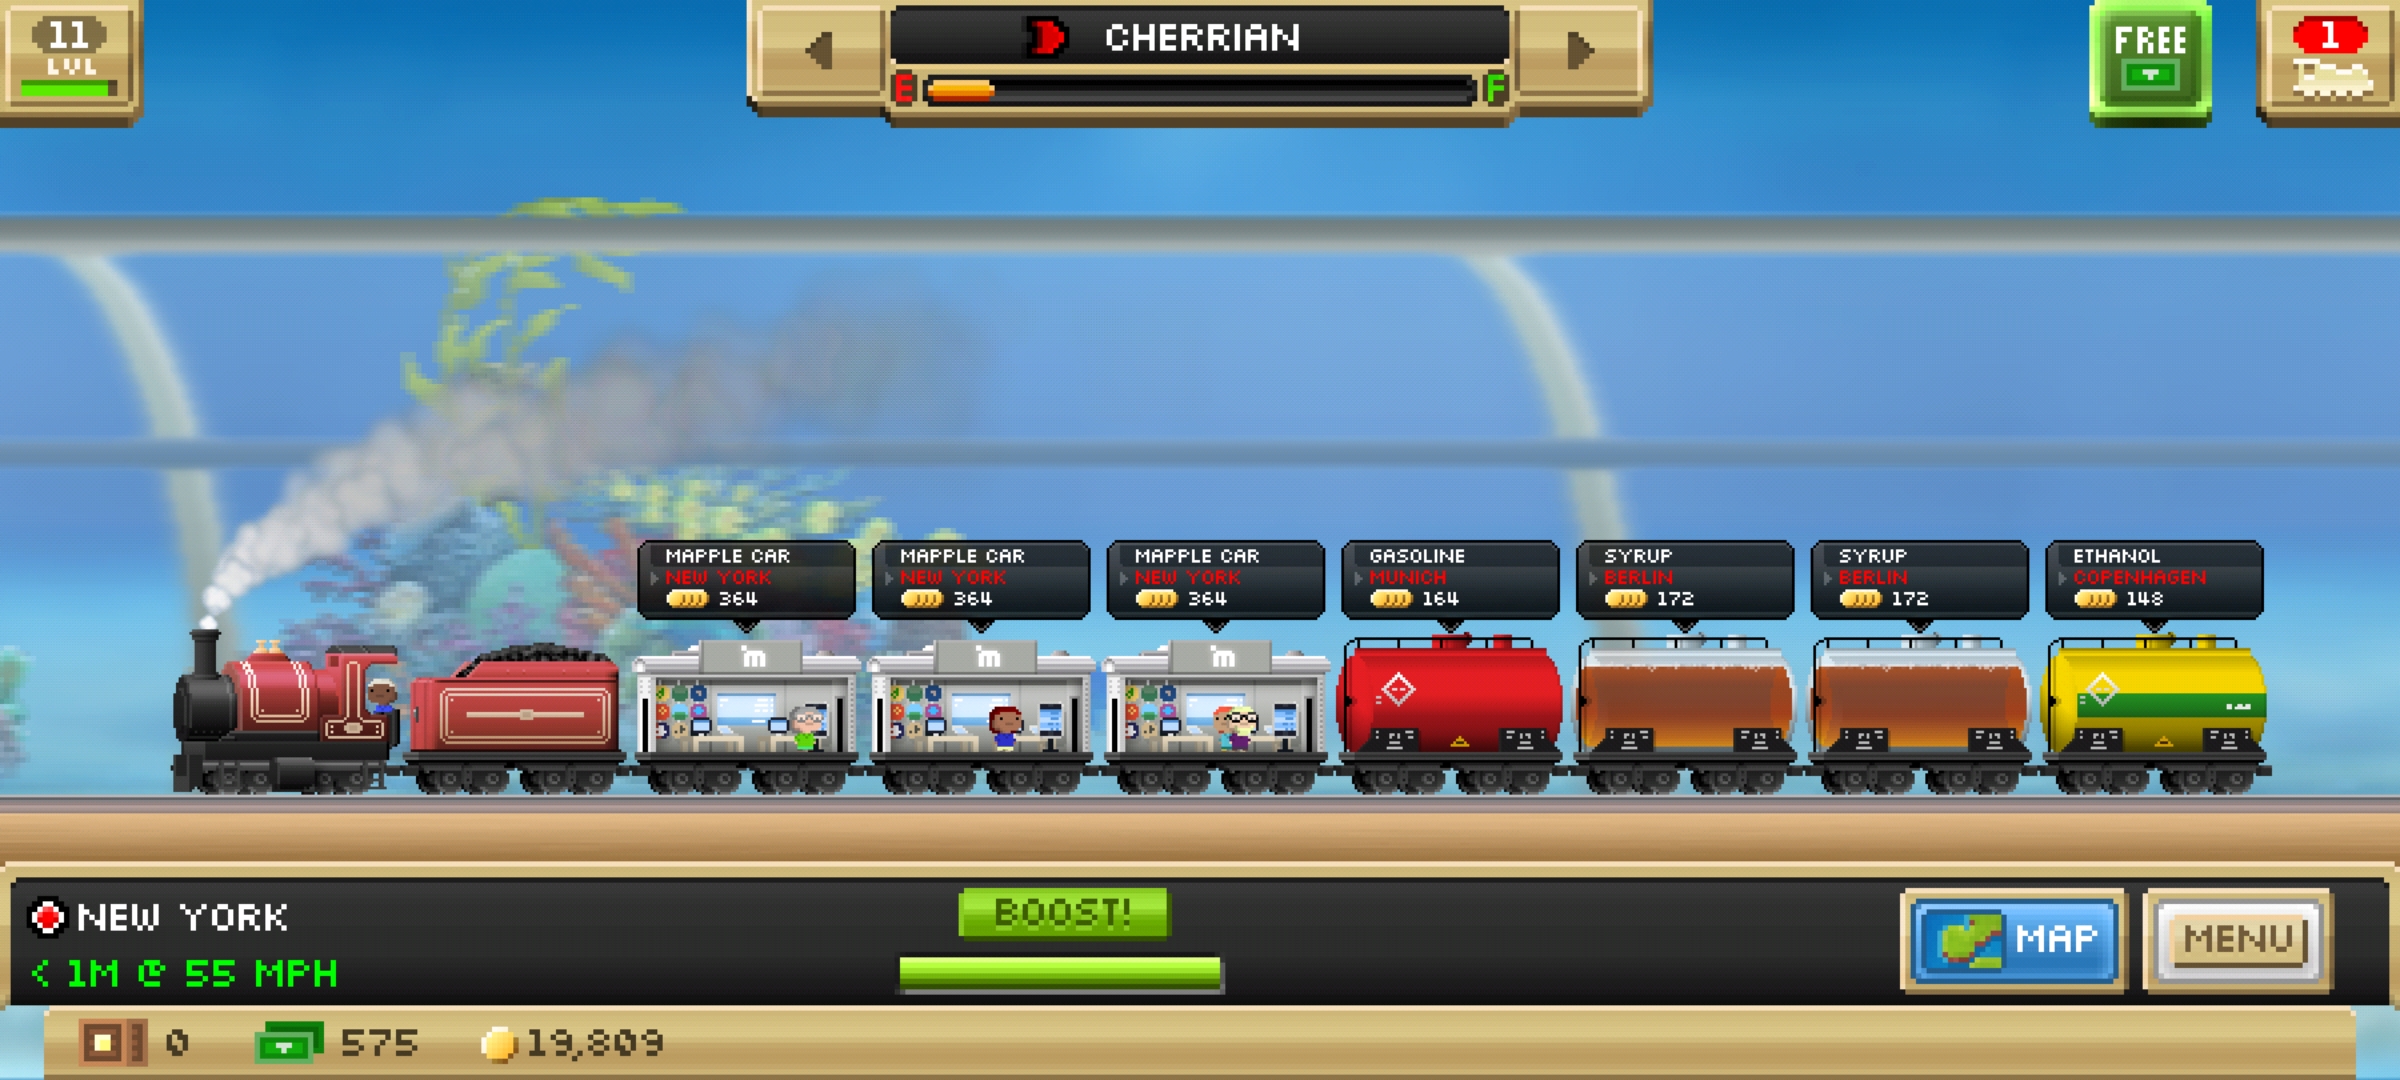 11
LVL
CHERRIAN
E F
FREE
1
MAPPLE CAR
NEW YORK
364
MAPPLE CAR
NEW YORK
364
MAPPLE CAR
NEW YORK
364
GASOLINE
MUNICH
164
SYRUP
BERLIN
172
SYRUP
BERLIN
172
ETHANOL
COPENHAGEN
148
m
m
m
NEW YORK
< 1M @ 55 MPH
BOOST!
MAP
MENU
0
575
19,809